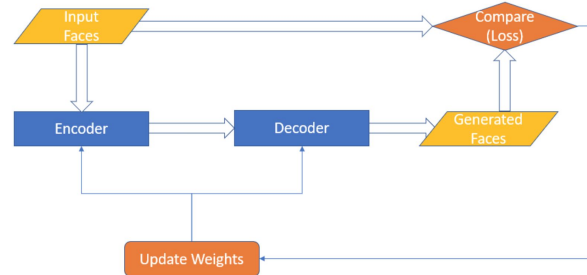 Input
Faces
Compare
(Loss)
Encoder
Decoder
Generated
Faces
Update Weights